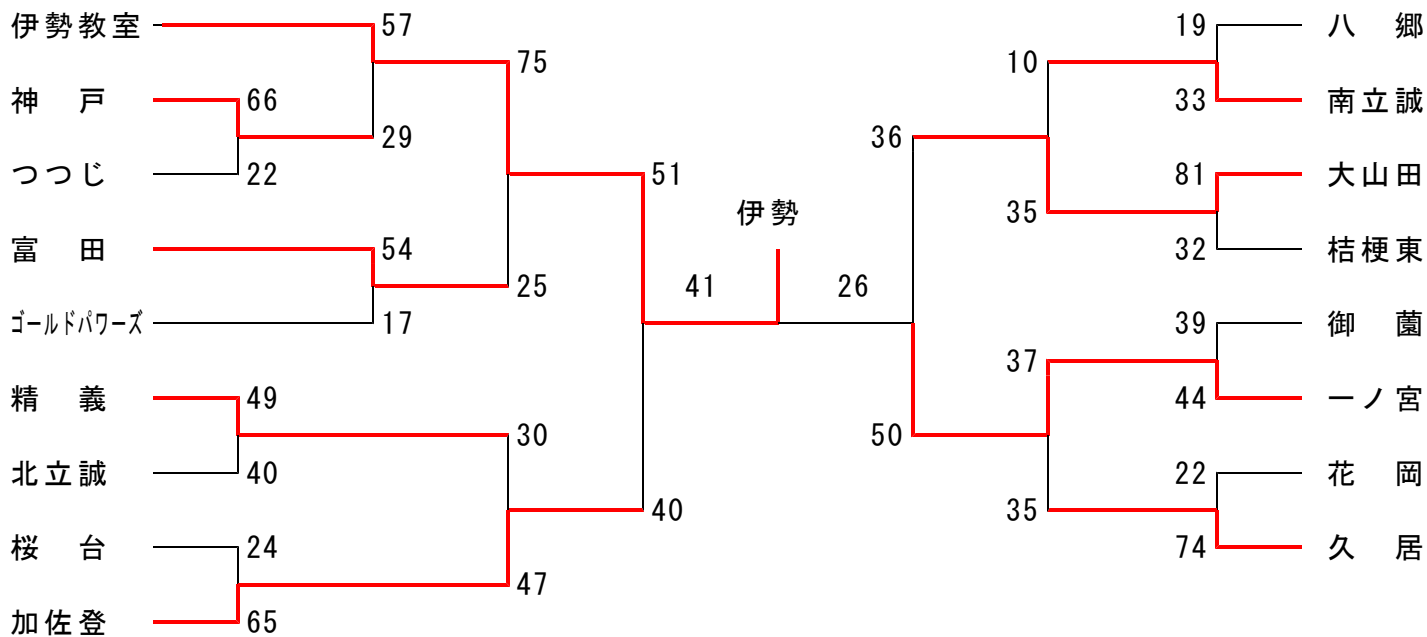 伊勢教室 57 19 八 郷
75 10
神 戸 66 33 南立誠
29 36
つつじ 22 51 81 大山田
伊勢 35
富 田 54 32 桔梗東
25 41 26
ゴールドパワーズ 17 39 御 薗
37
精 義 49 44 一ノ宮
30 50
北立誠 40 22 花 岡
40 35
桜 台 24 74 久 居
47
加佐登 65